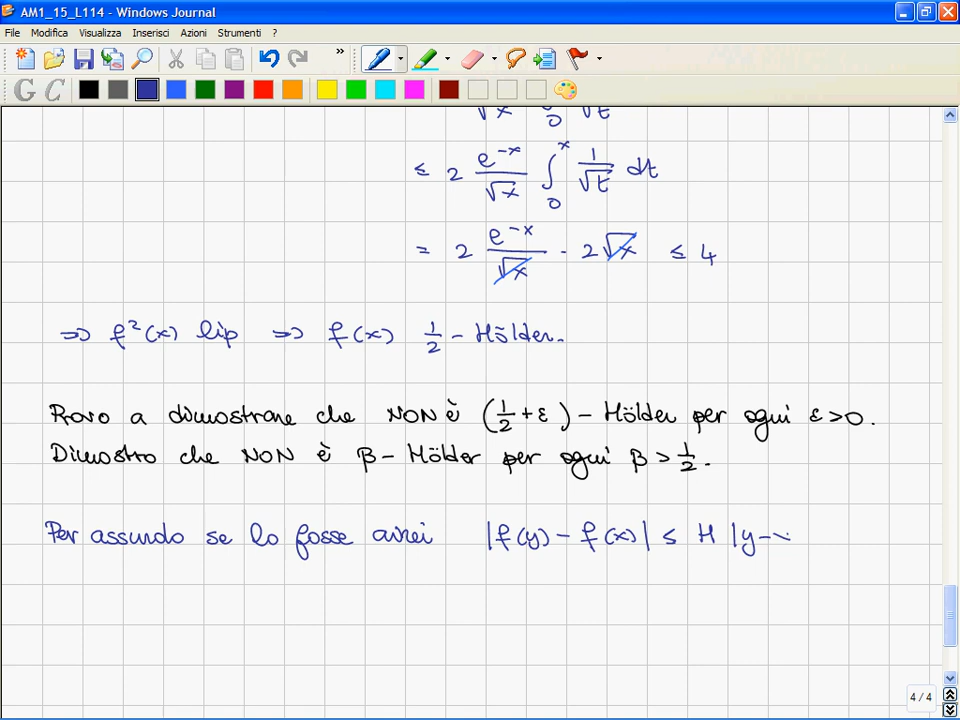 AM1_15_L114 - Windows Journal
File Modifica Visualizza Inserisci Azioni Strumenti ?
√x 0 √t
≤ 2 e^{-x}/√x ∫_0^x 1/√t dt
= 2 e^{-x}/√x · 2√x ≤ 4
=> f²(x) lip => f(x) 1/2 - Hölder.
Provo a dimostrare che NON è (1/2 + ε) - Hölder per ogni ε > 0.
Dimostro che NON è β - Hölder per ogni β > 1/2.
Per assurdo se lo fosse avrei |f(y) - f(x)| ≤ H |y-
4 / 4